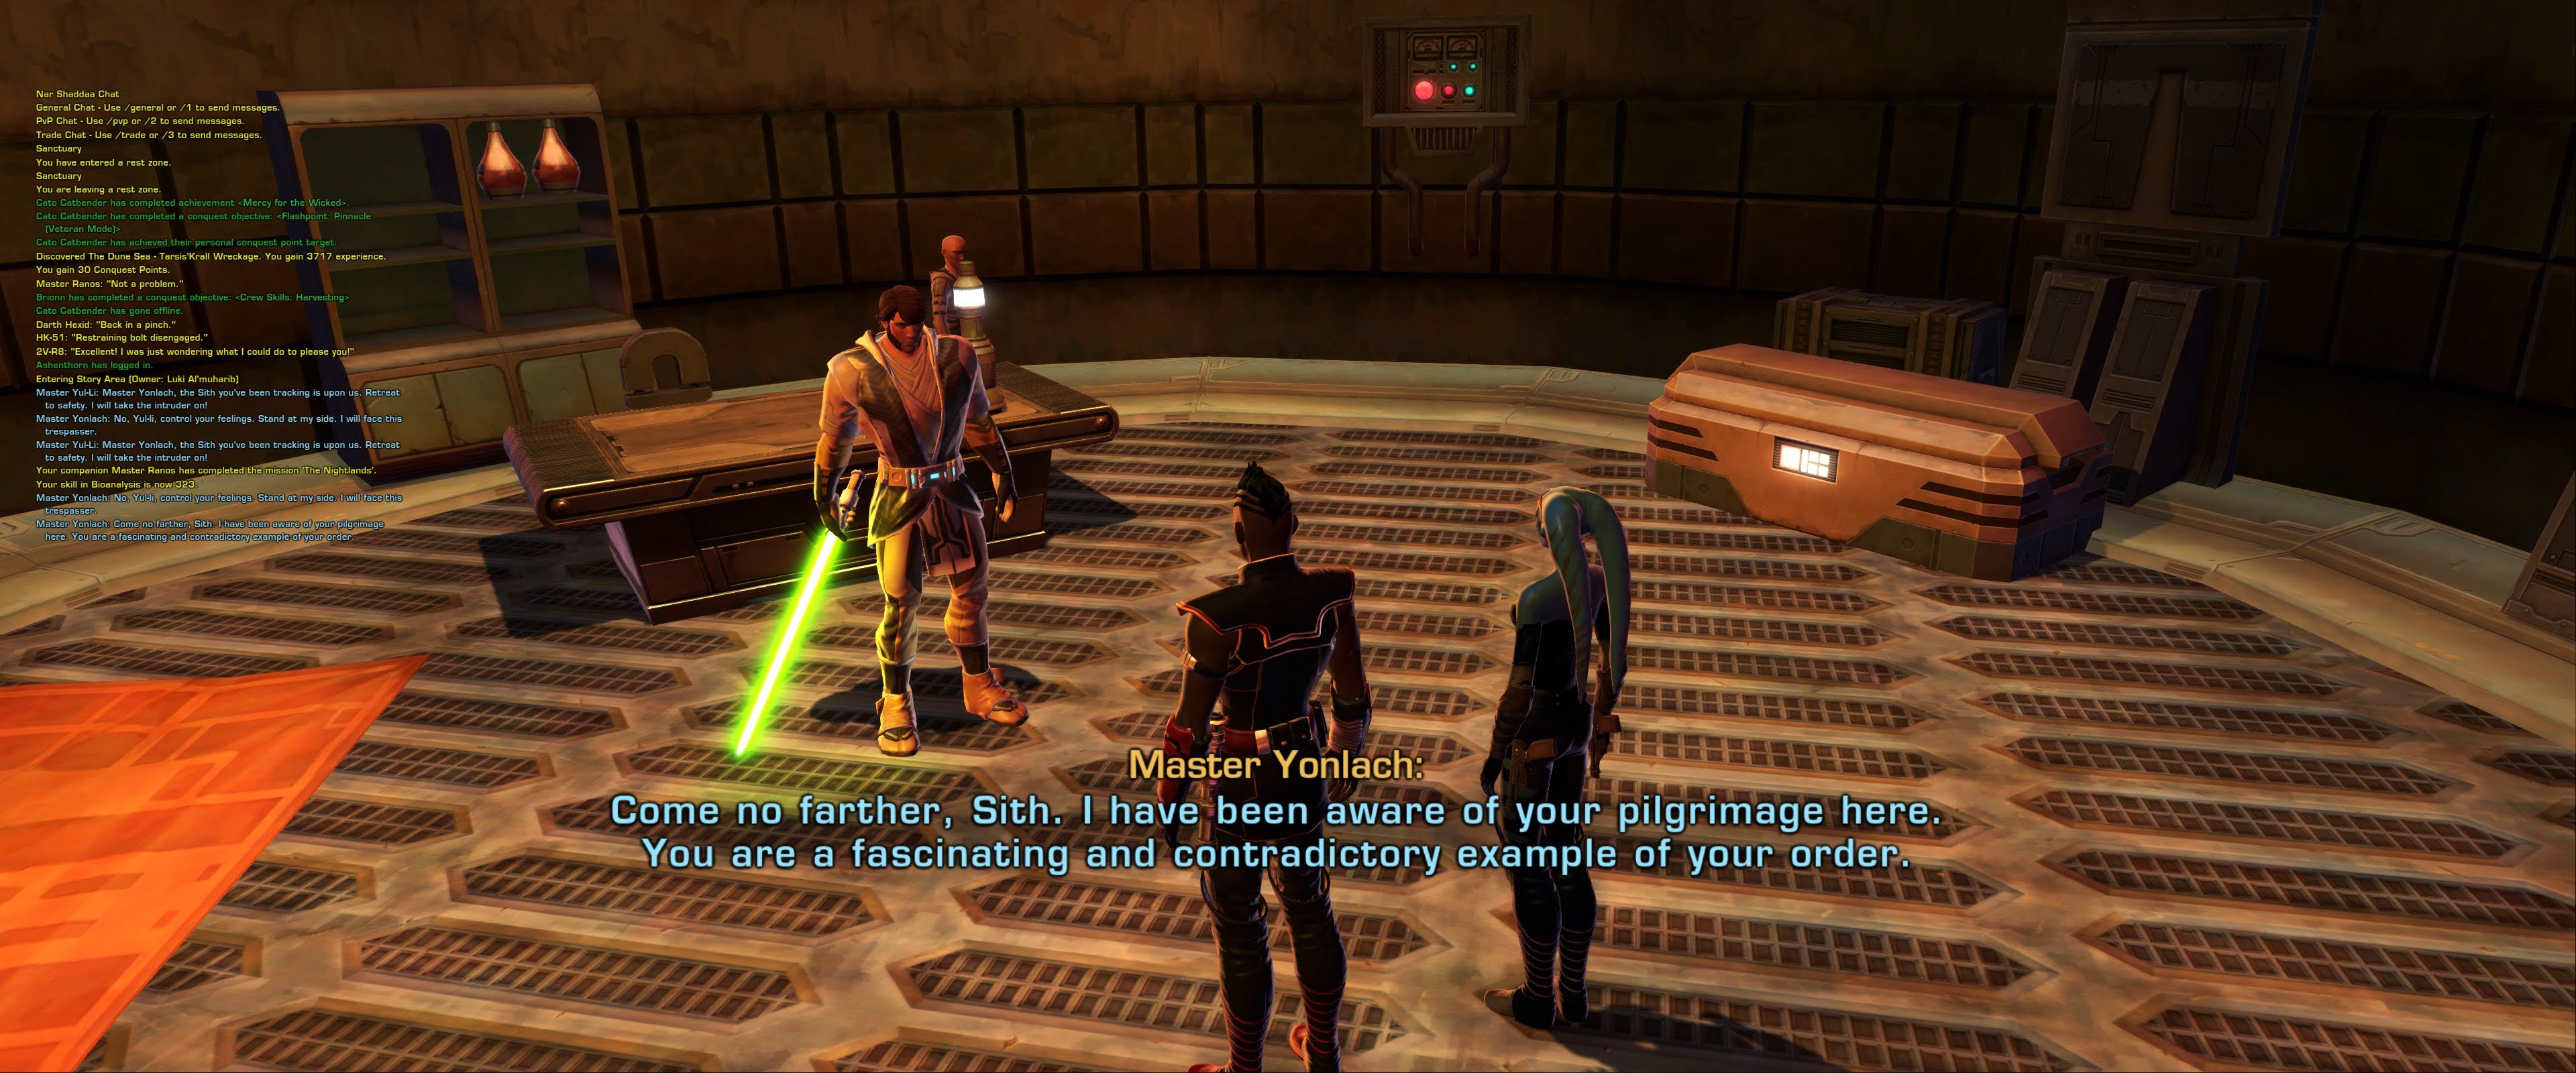 Nar Shaddaa Chat
General Chat - Use /general or /1 to send messages.
PvP Chat - Use /pvp or /2 to send messages.
Trade Chat - Use /trade or /3 to send messages.
Sanctuary
You have entered a rest zone.
Sanctuary
You are leaving a rest zone.
Cato Catbender has completed achievement <Mercy for the Wicked>.
Cato Catbender has completed a conquest objective: <Flashpoint: Pinnacle
(Veteran Mode)>
Cato Catbender has achieved their personal conquest point target.
Discovered The Dune Sea - Tarsis'Krall Wreckage. You gain 3717 experience.
You gain 30 Conquest Points.
Master Ranos: "Not a problem."
Brionn has completed a conquest objective: <Crew Skills: Harvesting>
Cato Catbender has gone offline.
Darth Hexid: "Back in a pinch."
HK-51: "Restraining bolt disengaged."
2V-R8: "Excellent! I was just wondering what I could do to please you!"
Ashenthorn has logged in.
Entering Story Area (Owner: Luki Al'muharib)
Master Yul-Li: Master Yonlach, the Sith you've been tracking is upon us. Retreat
to safety. I will take the intruder on!
Master Yonlach: No, Yul-li, control your feelings. Stand at my side. I will face this
trespasser.
Master Yul-Li: Master Yonlach, the Sith you've been tracking is upon us. Retreat
to safety. I will take the intruder on!
Your companion Master Ranos has completed the mission 'The Nightlands'.
Your skill in Bioanalysis is now 323.
Master Yonlach: No, Yul-li, control your feelings. Stand at my side. I will face this
trespasser.
Master Yonlach: Come no farther, Sith. I have been aware of your pilgrimage
here. You are a fascinating and contradictory example of your order.
Master Yonlach:
Come no farther, Sith. I have been aware of your pilgrimage here.
You are a fascinating and contradictory example of your order.